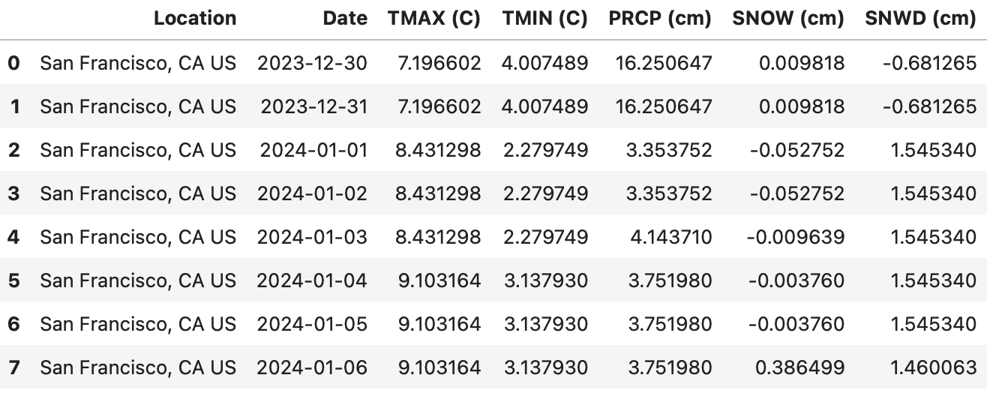 Location Date TMAX (C) TMIN (C) PRCP (cm) SNOW (cm) SNWD (cm)
0 San Francisco, CA US 2023-12-30 7.196602 4.007489 16.250647 0.009818 -0.681265
1 San Francisco, CA US 2023-12-31 7.196602 4.007489 16.250647 0.009818 -0.681265
2 San Francisco, CA US 2024-01-01 8.431298 2.279749 3.353752 -0.052752 1.545340
3 San Francisco, CA US 2024-01-02 8.431298 2.279749 3.353752 -0.052752 1.545340
4 San Francisco, CA US 2024-01-03 8.431298 2.279749 4.143710 -0.009639 1.545340
5 San Francisco, CA US 2024-01-04 9.103164 3.137930 3.751980 -0.003760 1.545340
6 San Francisco, CA US 2024-01-05 9.103164 3.137930 3.751980 -0.003760 1.545340
7 San Francisco, CA US 2024-01-06 9.103164 3.137930 3.751980 0.386499 1.460063